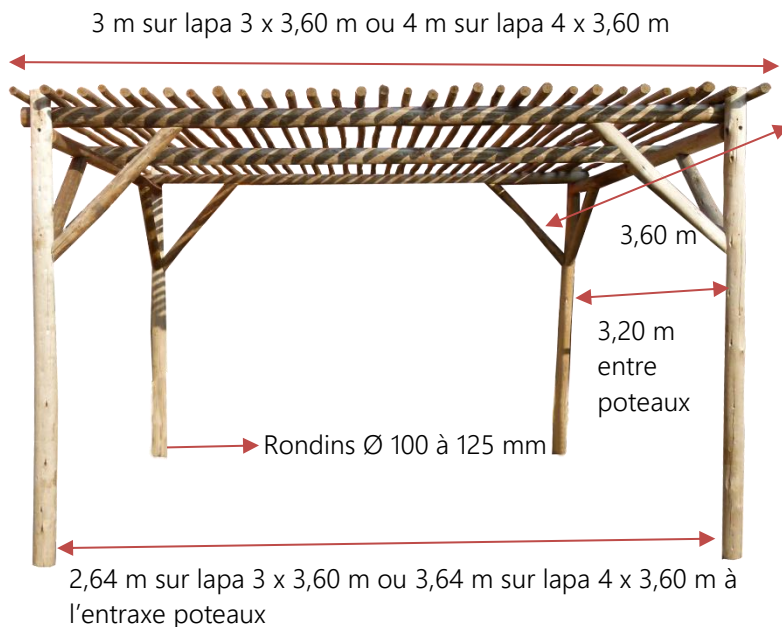 3 m sur lapa 3 x 3,60 m ou 4 m sur lapa 4 x 3,60 m
3,60 m
3,20 m
entre
poteaux
Rondins Ø 100 à 125 mm
2,64 m sur lapa 3 x 3,60 m ou 3,64 m sur lapa 4 x 3,60 m à
l’entraxe poteaux